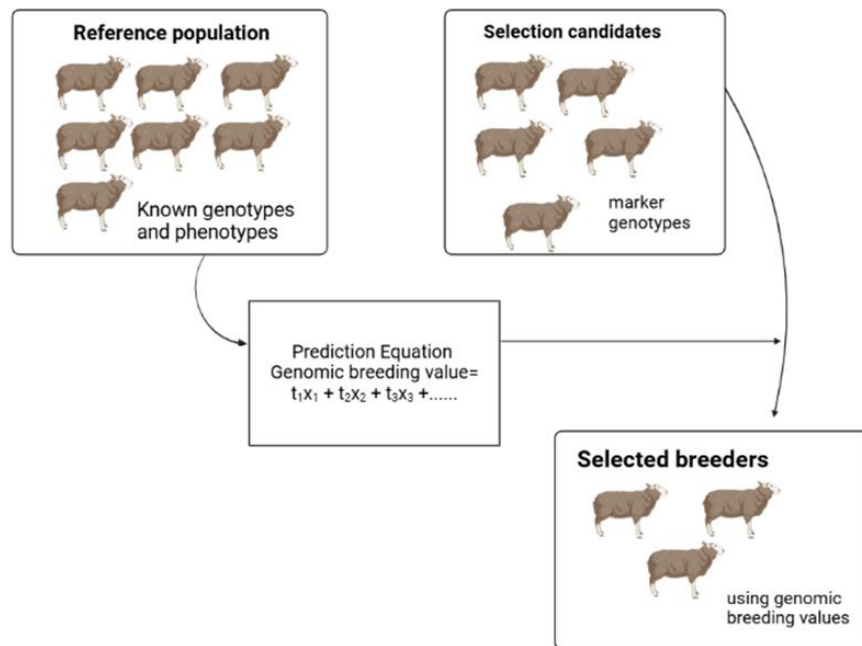 Reference population
Known genotypes
and phenotypes
Selection candidates
marker
genotypes
Prediction Equation
Genomic breeding value=
t₁x₁ + t₂x₂ + t₃x₃ +......
Selected breeders
using genomic
breeding values